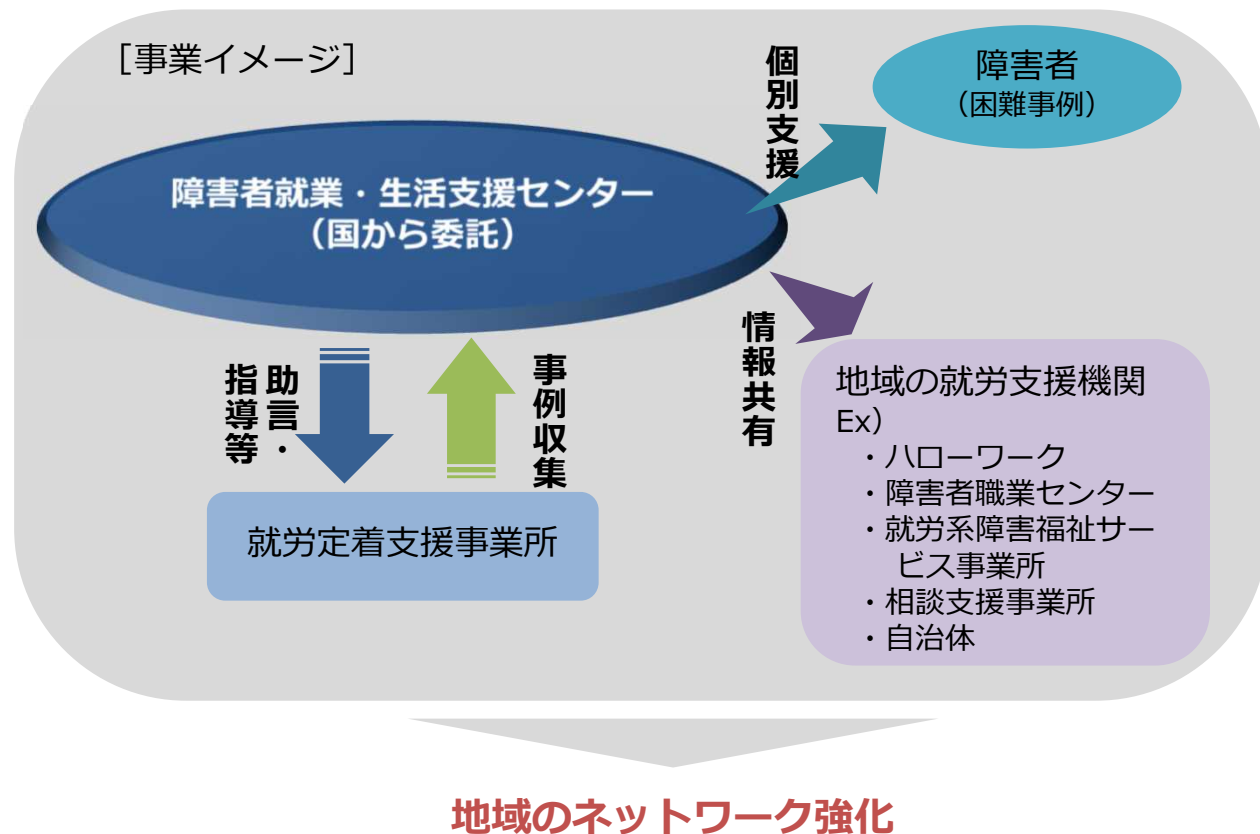 ［事業イメージ］
個別支援
障害者
（困難事例）
障害者就業・生活支援センター
（国から委託）
助言・
指導等
事例収集
情報共有
就労定着支援事業所
地域の就労支援機関
Ex）
・ハローワーク
・障害者職業センター
・就労系障害福祉サー
ビス事業所
・相談支援事業所
・自治体
地域のネットワーク強化